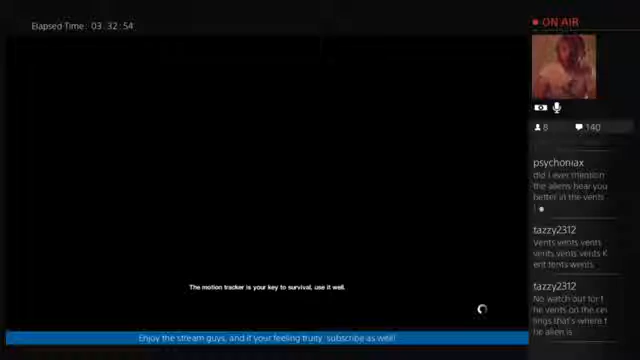 Elapsed Time : 03 : 32 : 54
ON AIR
8
140
psychoniax
did I ever mention
the aliens hear you
better in the vents
!
tazzy2312
Vents vents vents
vents vents vents K
ent tents wents
tazzy2312
No watch out for t
he vents on the cei
lings that's where t
he alien is
The motion tracker is your key to survival, use it well.
Enjoy the stream guys, and if your feeling fruity subscribe as well!